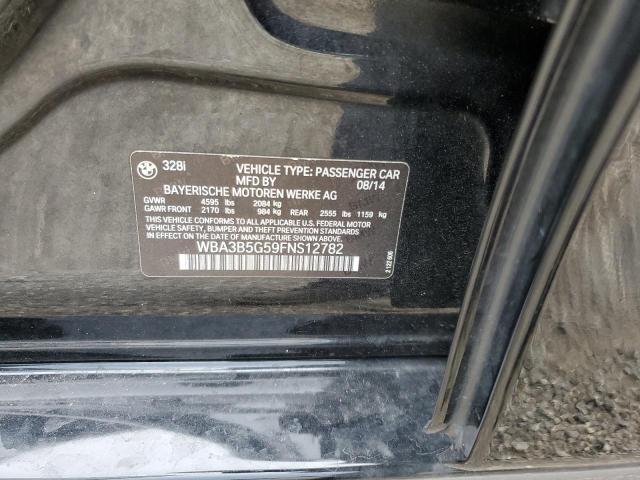 328i VEHICLE TYPE: PASSENGER CAR
MFD BY 08/14
BAYERISCHE MOTOREN WERKE AG
GVWR 4595 lbs 2084 kg
GAWR FRONT 2170 lbs 984 kg REAR 2555 lbs 1159 kg
THIS VEHICLE CONFORMS TO ALL APPLICABLE U.S. FEDERAL MOTOR
VEHICLE SAFETY, BUMPER AND THEFT PREVENTION STANDARDS IN
EFFECT ON THE DATE OF MANUFACTURE SHOWN ABOVE.
WBA3B5G59FNS12782